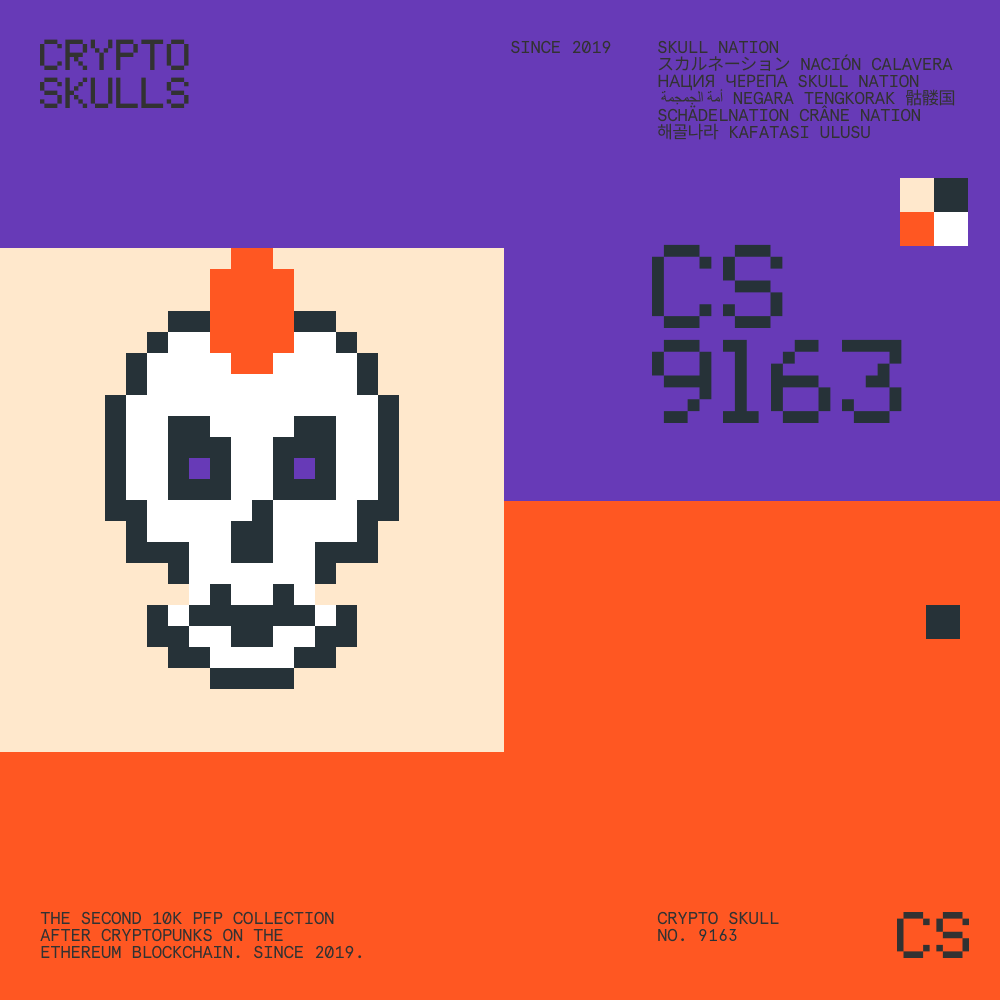 CRYPTO
SKULLS
SINCE 2019
SKULL NATION
スカルネーション NACIÓN CALAVERA
НАЦИЯ ЧЕРЕПА SKULL NATION
أمة الجمجمة NEGARA TENGKORAK 骷髅国
SCHÄDELNATION CRÂNE NATION
해골나라 KAFATASI ULUSU
CS
9163
THE SECOND 10K PFP COLLECTION
AFTER CRYPTOPUNKS ON THE
ETHEREUM BLOCKCHAIN. SINCE 2019.
CRYPTO SKULL
NO. 9163
CS